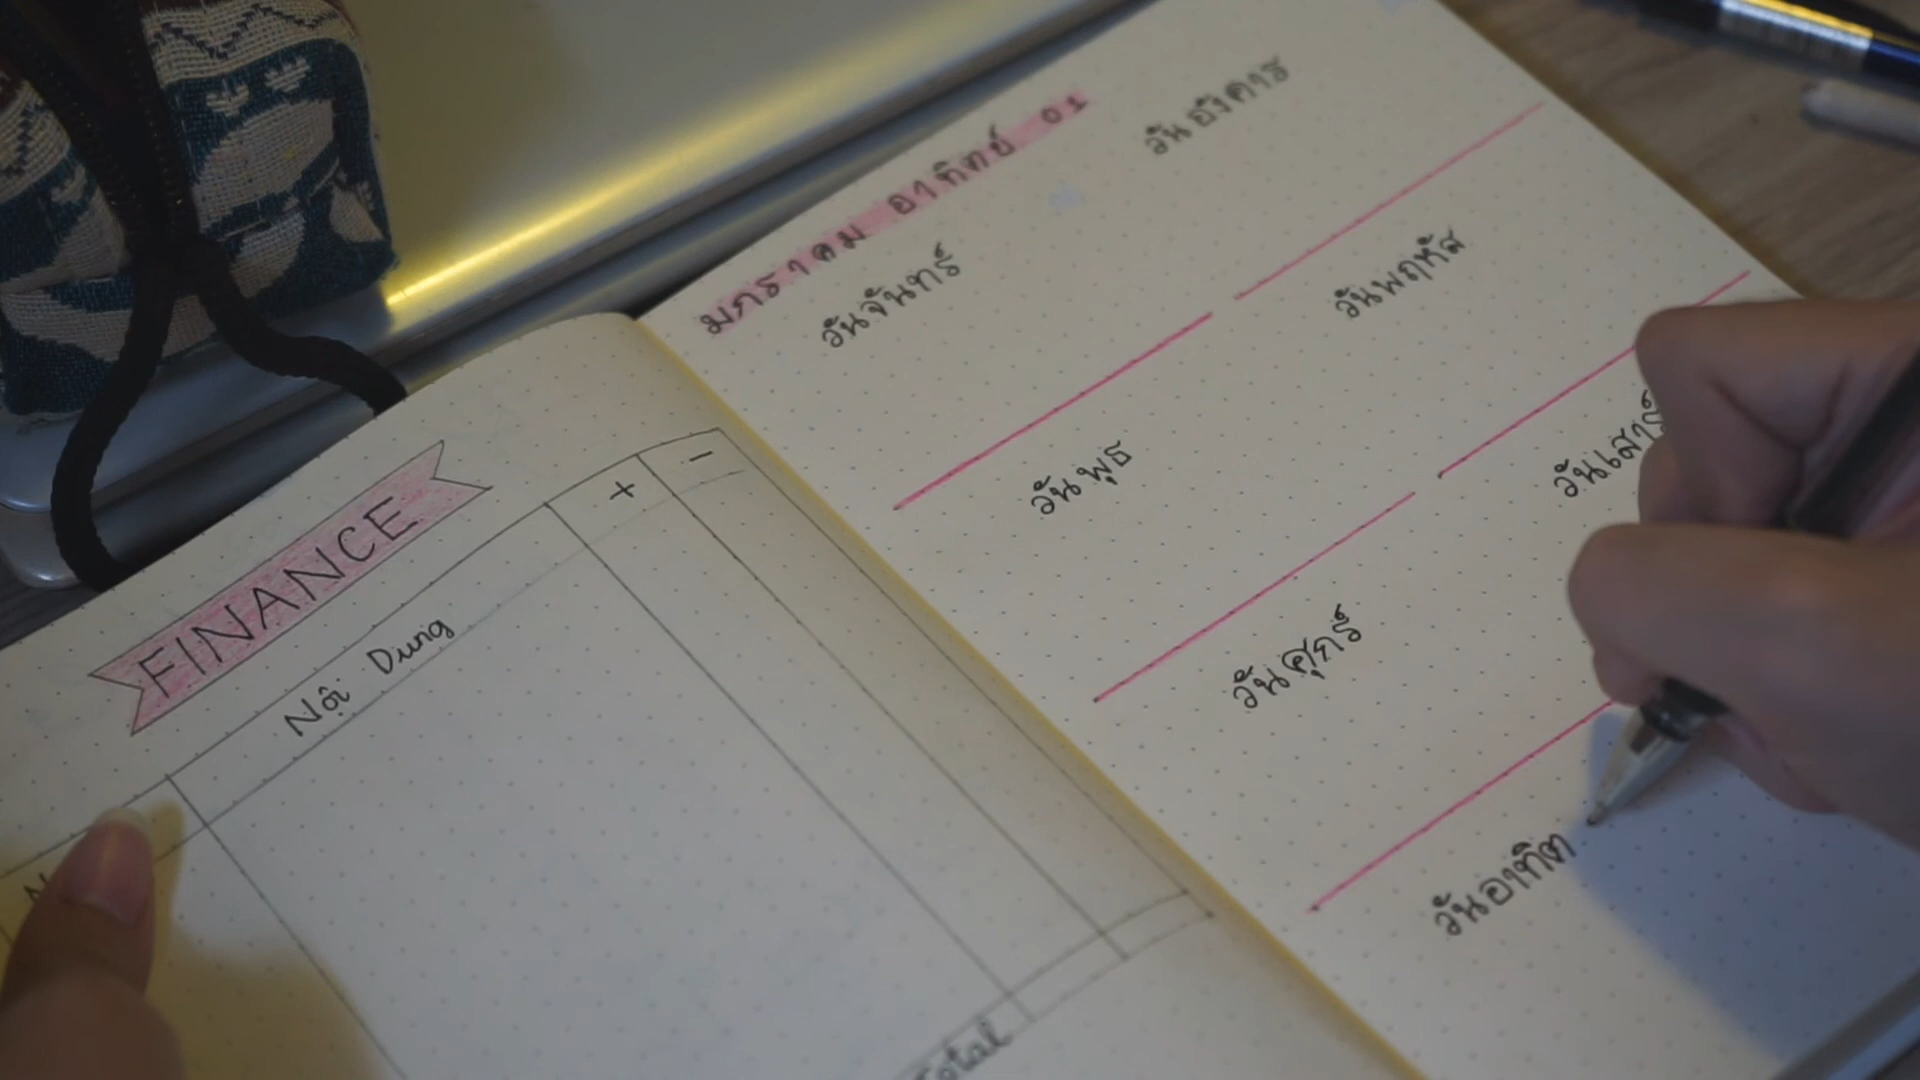 FINANCE
Nội Dung
+
-
Total
มกราคม อาทิตย์ 01
วันจันทร์
วันอังคาร
วันพุธ
วันพฤหัส
วันศุกร์
วันเสาร์
วันอาทิต